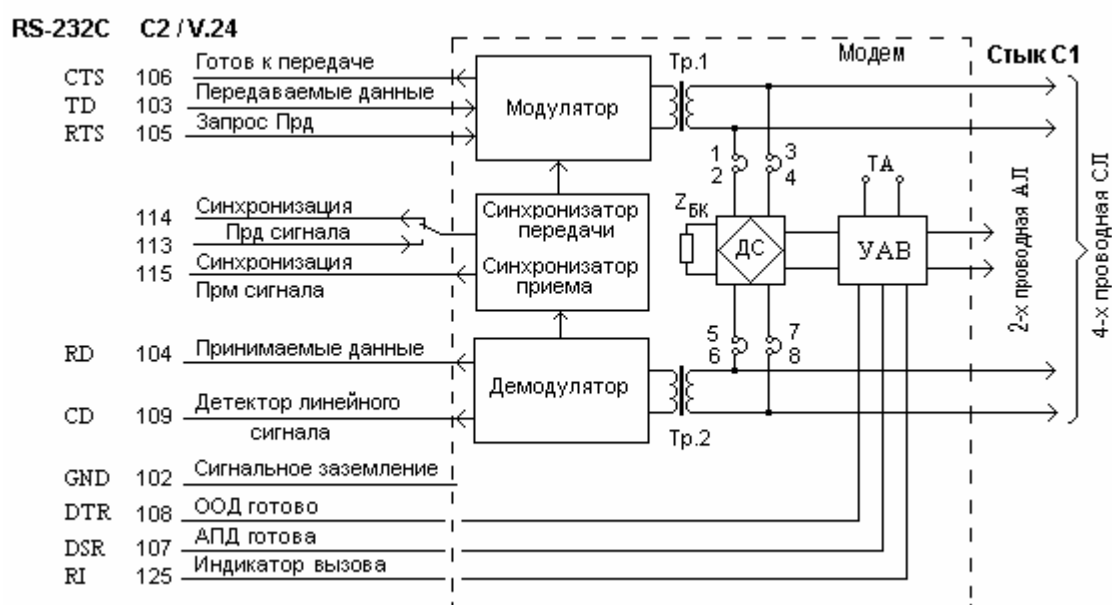 RS-232C C2 / V.24
Модем
Стык С1
CTS 106 Готов к передаче
TD 103 Передаваемые данные
RTS 105 Запрос Прд
Модулятор
Тр.1
1 2 3 4
ТА
114 Синхронизация
113 Прд сигнала
115 Синхронизация
Прм сигнала
Синхронизатор
передачи
Синхронизатор
приема
ZБК
ДС
УАВ
2-х проводная АЛ
4-х проводная СЛ
5 6 7 8
RD 104 Принимаемые данные
CD 109 Детектор линейного
сигнала
Демодулятор
Тр.2
GND 102 Сигнальное заземление
DTR 108 ООД готово
DSR 107 АПД готова
RI 125 Индикатор вызова